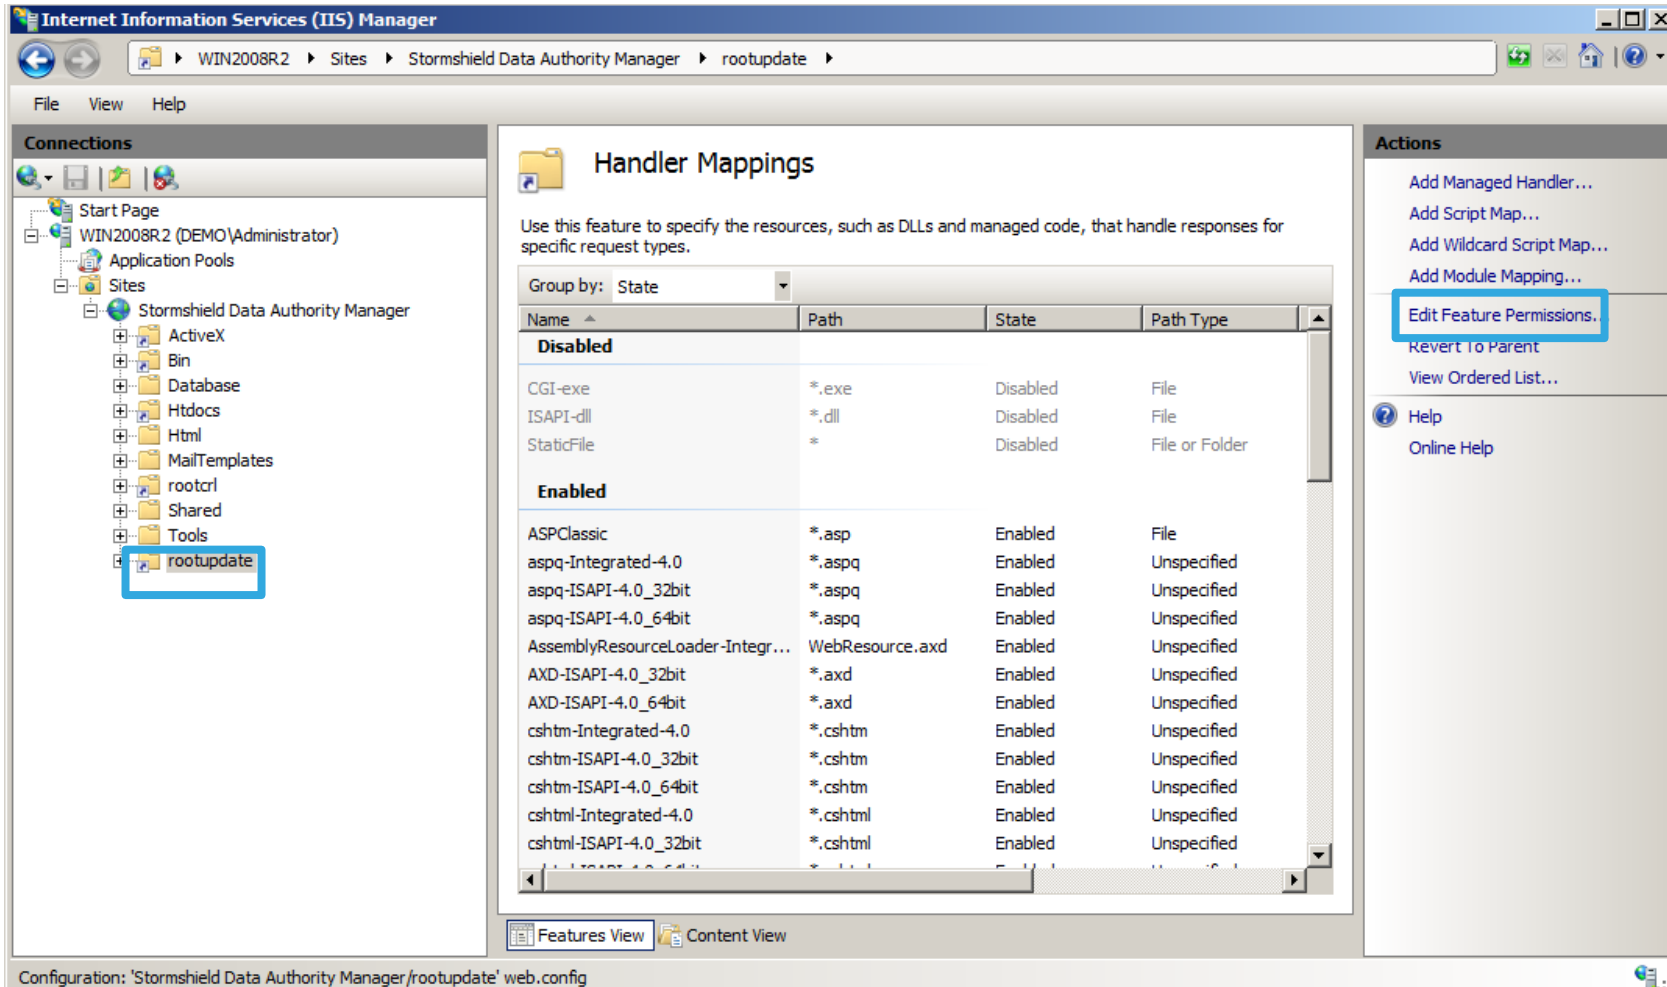 Internet Information Services (IIS) Manager
WIN2008R2 Sites Stormshield Data Authority Manager rootupdate
File View Help
Connections
Start Page
WIN2008R2 (DEMO\Administrator)
Application Pools
Sites
Stormshield Data Authority Manager
ActiveX
Bin
Database
Htdocs
Html
MailTemplates
rootcrl
Shared
Tools
rootupdate
Handler Mappings
Use this feature to specify the resources, such as DLLs and managed code, that handle responses for
specific request types.
Group by: State
Name Path State Path Type
Disabled
CGI-exe *.exe Disabled File
ISAPI-dll *.dll Disabled File
StaticFile * Disabled File or Folder
Enabled
ASPClassic *.asp Enabled File
aspq-Integrated-4.0 *.aspq Enabled Unspecified
aspq-ISAPI-4.0_32bit *.aspq Enabled Unspecified
aspq-ISAPI-4.0_64bit *.aspq Enabled Unspecified
AssemblyResourceLoader-Integr... WebResource.axd Enabled Unspecified
AXD-ISAPI-4.0_32bit *.axd Enabled Unspecified
AXD-ISAPI-4.0_64bit *.axd Enabled Unspecified
cshtm-Integrated-4.0 *.cshtm Enabled Unspecified
cshtm-ISAPI-4.0_32bit *.cshtm Enabled Unspecified
cshtm-ISAPI-4.0_64bit *.cshtm Enabled Unspecified
cshtml-Integrated-4.0 *.cshtml Enabled Unspecified
cshtml-ISAPI-4.0_32bit *.cshtml Enabled Unspecified
Features View Content View
Actions
Add Managed Handler...
Add Script Map...
Add Wildcard Script Map...
Add Module Mapping...
Edit Feature Permissions...
Revert To Parent
View Ordered List...
Help
Online Help
Configuration: 'Stormshield Data Authority Manager/rootupdate' web.config